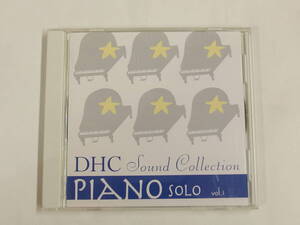 DHC Sound Collection
PIANO SOLO vol.1